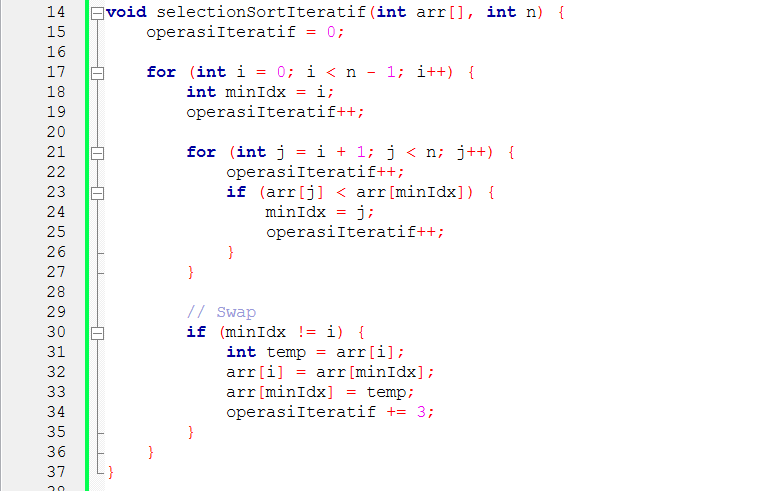 14 void selectionSortIteratif(int arr[], int n) {
15     operasiIteratif = 0;
16
17     for (int i = 0; i < n - 1; i++) {
18         int minIdx = i;
19         operasiIteratif++;
20
21         for (int j = i + 1; j < n; j++) {
22             operasiIteratif++;
23             if (arr[j] < arr[minIdx]) {
24                 minIdx = j;
25                 operasiIteratif++;
26             }
27         }
28
29         // Swap
30         if (minIdx != i) {
31             int temp = arr[i];
32             arr[i] = arr[minIdx];
33             arr[minIdx] = temp;
34             operasiIteratif += 3;
35         }
36     }
37 }